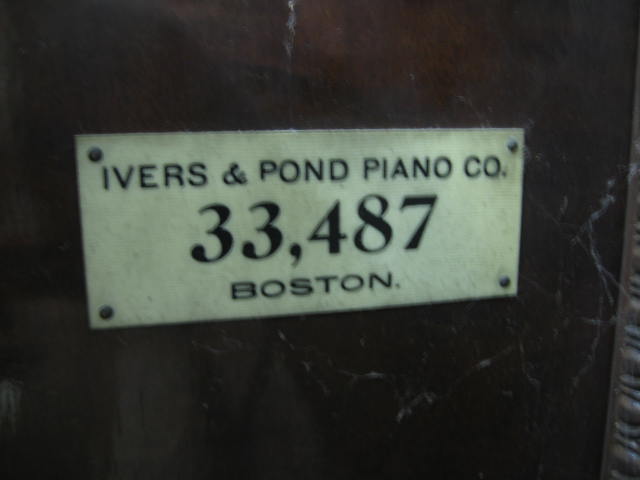 IVERS & POND PIANO CO.
33,487
BOSTON.